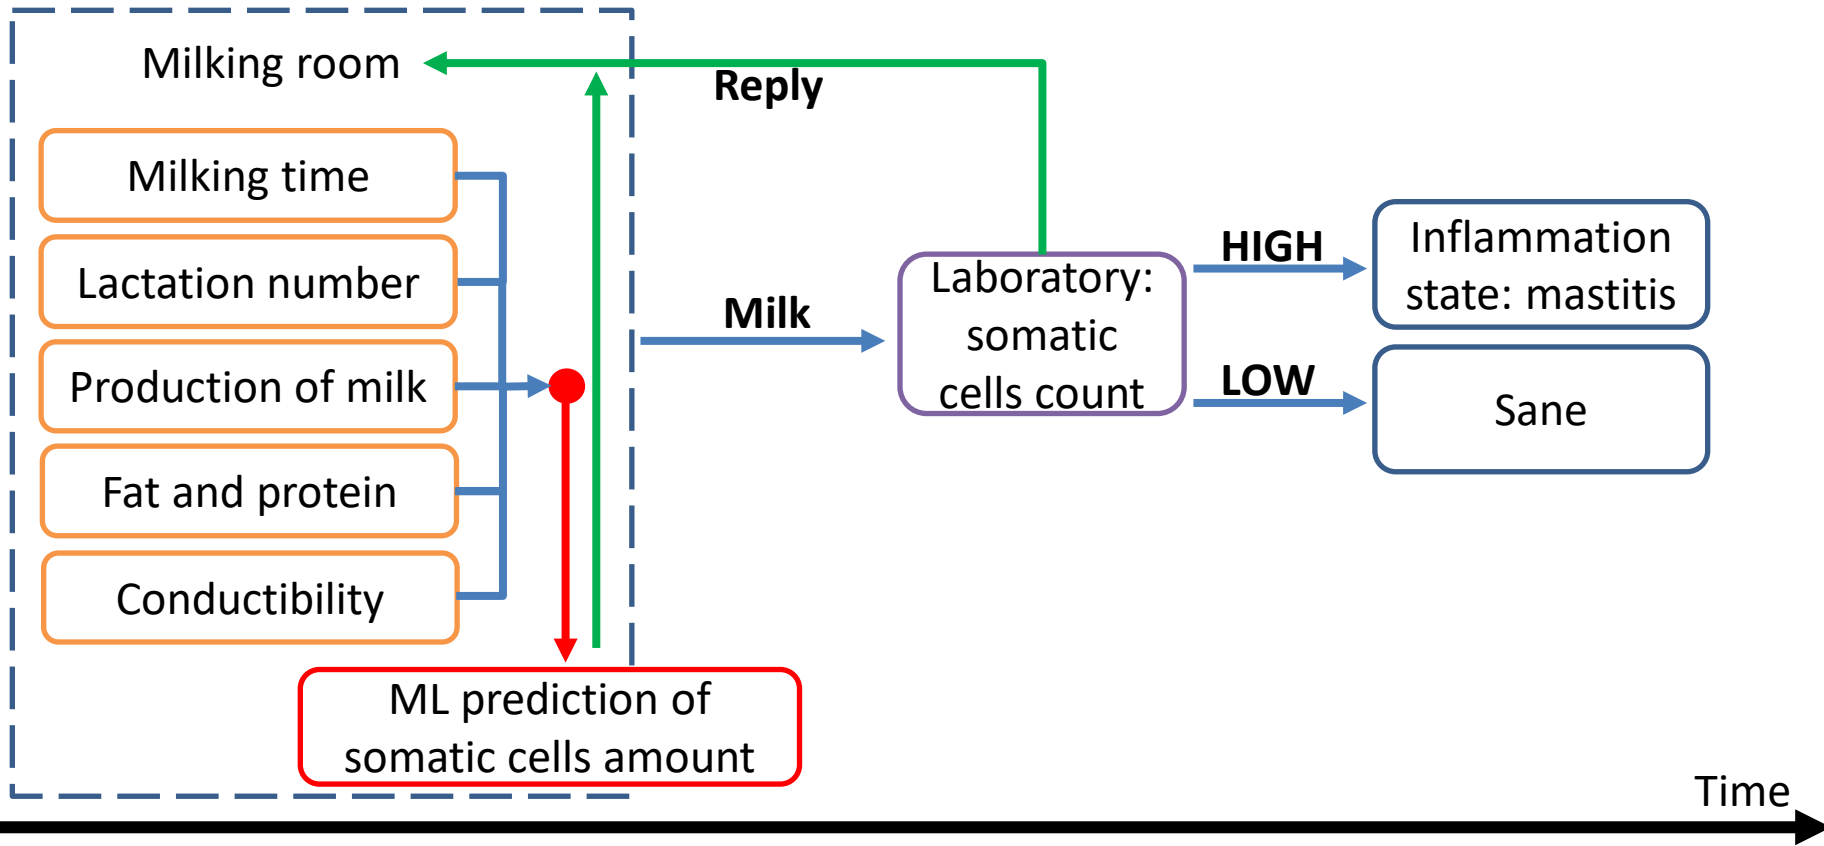 Milking room
Reply
Milking time
Lactation number
Production of milk
Fat and protein
Conductibility
ML prediction of
somatic cells amount
Milk
Laboratory:
somatic
cells count
HIGH
Inflammation
state: mastitis
LOW
Sane
Time